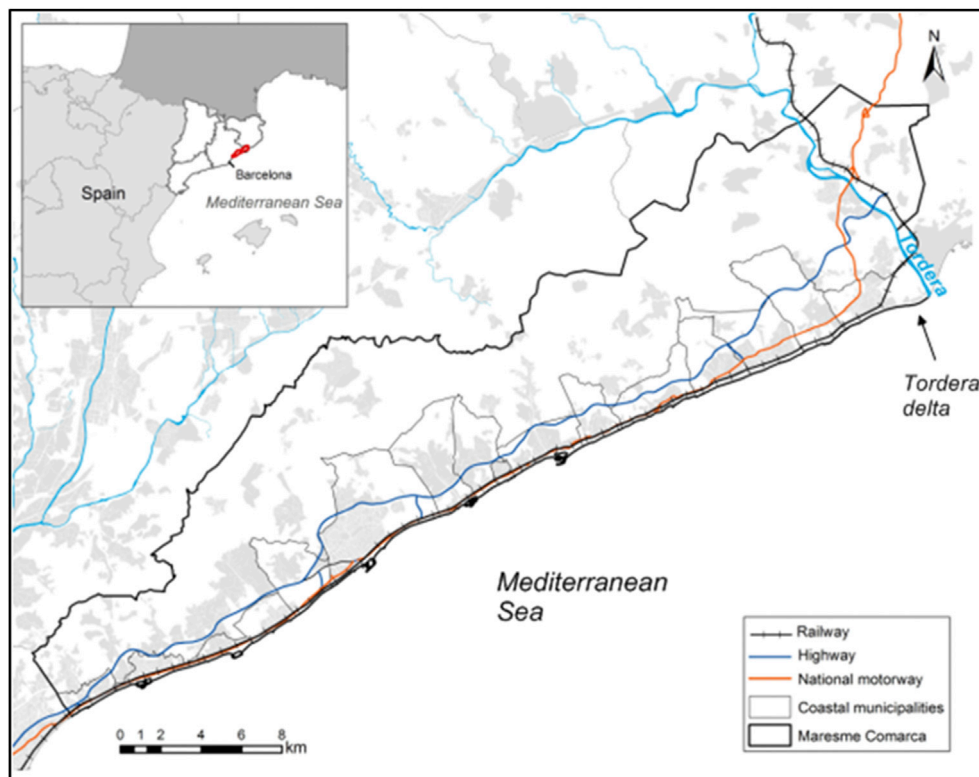 Spain
Barcelona
Mediterranean Sea
N
Tordera
Tordera
delta
Mediterranean
Sea
Railway
Highway
National motorway
Coastal municipalities
Maresme Comarca
0 1 2 4 6 8
km